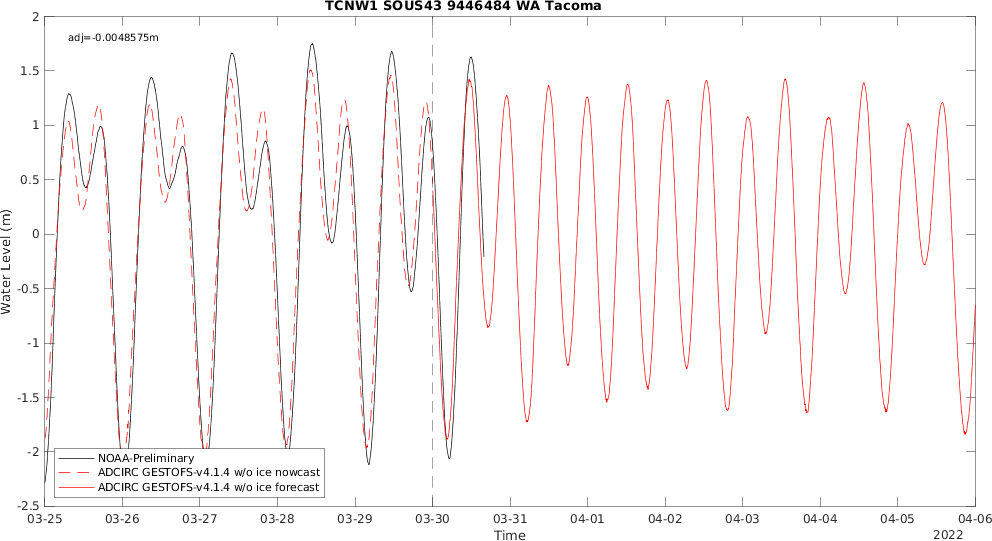 TCNW1 SOUS43 9446484 WA Tacoma
adj=-0.0048575m
2
1.5
1
0.5
0
-0.5
-1
-1.5
-2
-2.5
Water Level (m)
NOAA-Preliminary
ADCIRC GESTOFS-v4.1.4 w/o ice nowcast
ADCIRC GESTOFS-v4.1.4 w/o ice forecast
03-25 03-26 03-27 03-28 03-29 03-30 03-31 04-01 04-02 04-03 04-04 04-05 04-06
Time
2022